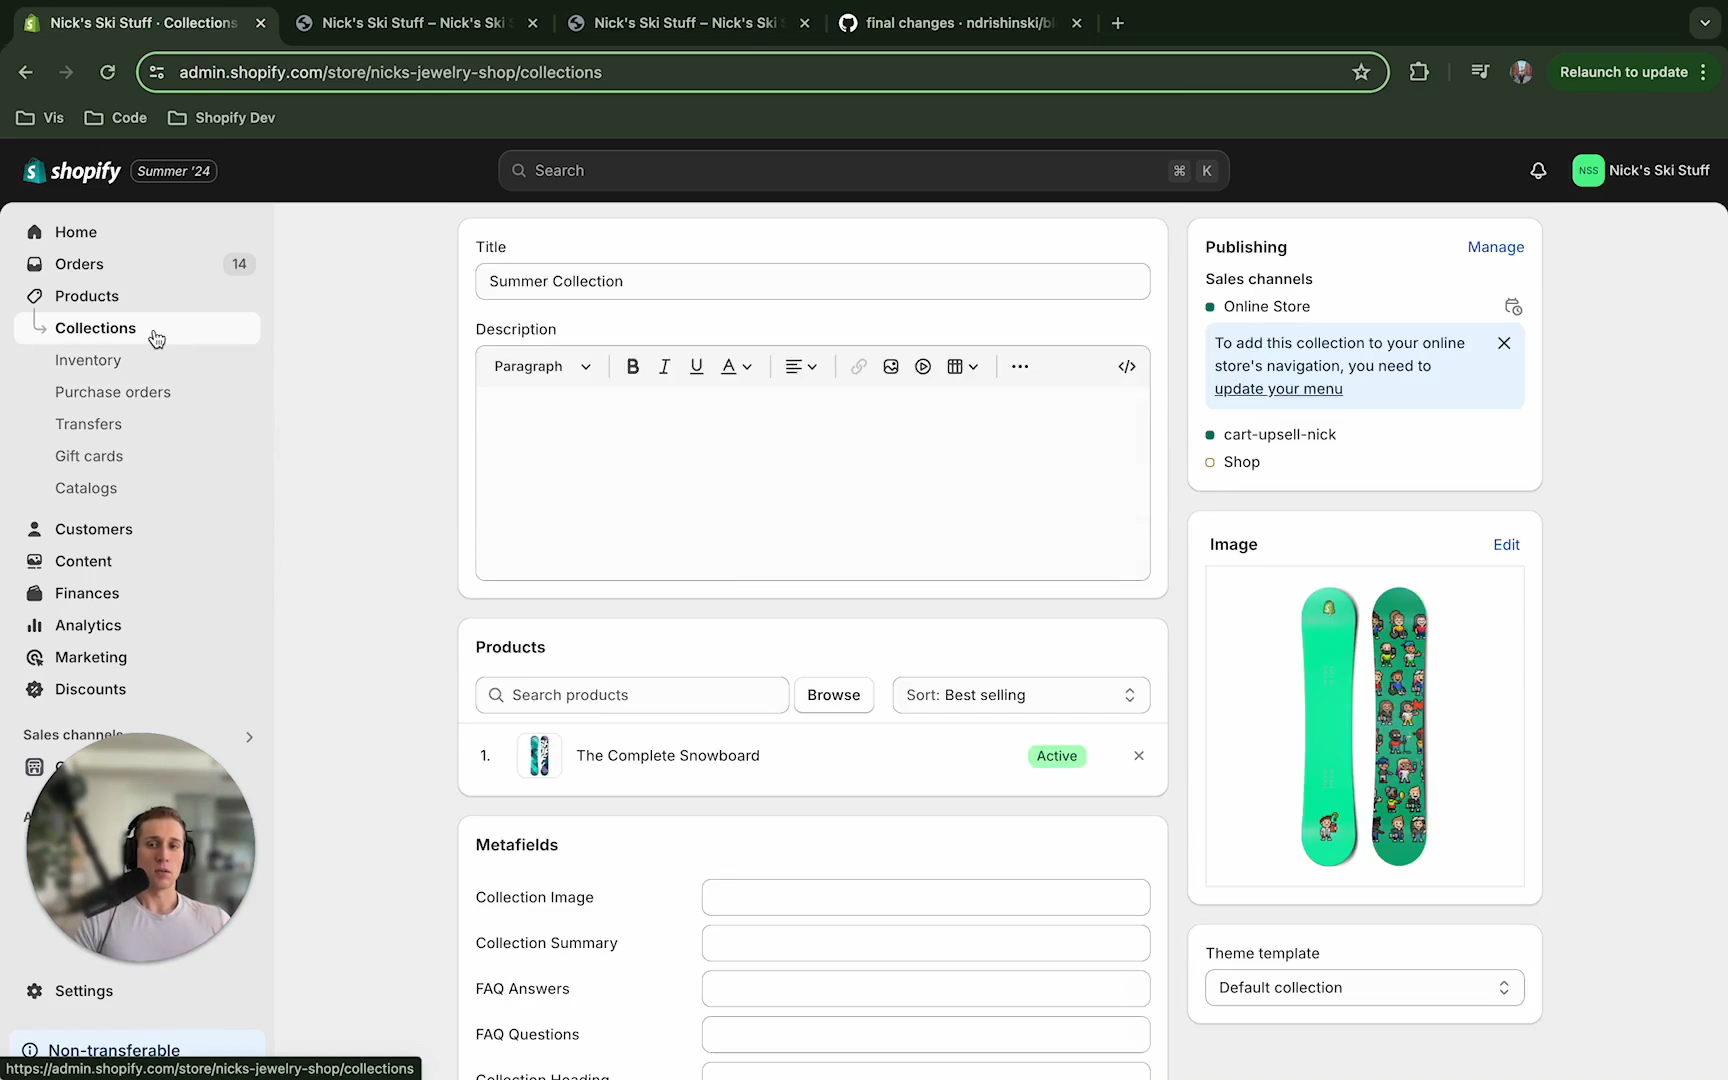 Nick's Ski Stuff · Collections
Nick's Ski Stuff – Nick's Ski
Nick's Ski Stuff – Nick's Ski
final changes · ndrishinski/bl
admin.shopify.com/store/nicks-jewelry-shop/collections
Relaunch to update
Vis
Code
Shopify Dev
shopify
Summer '24
Search
⌘ K
NSS
Nick's Ski Stuff
Home
Orders
14
Products
Collections
Inventory
Purchase orders
Transfers
Gift cards
Catalogs
Customers
Content
Finances
Analytics
Marketing
Discounts
Sales channels
Settings
Non-transferable
https://admin.shopify.com/store/nicks-jewelry-shop/collections
Title
Summer Collection
Description
Paragraph
B I U A
Products
Search products
Browse
Sort: Best selling
1.
The Complete Snowboard
Active
Metafields
Collection Image
Collection Summary
FAQ Answers
FAQ Questions
Collection Heading
Publishing
Manage
Sales channels
Online Store
To add this collection to your online
store's navigation, you need to
update your menu
cart-upsell-nick
Shop
Image
Edit
Theme template
Default collection